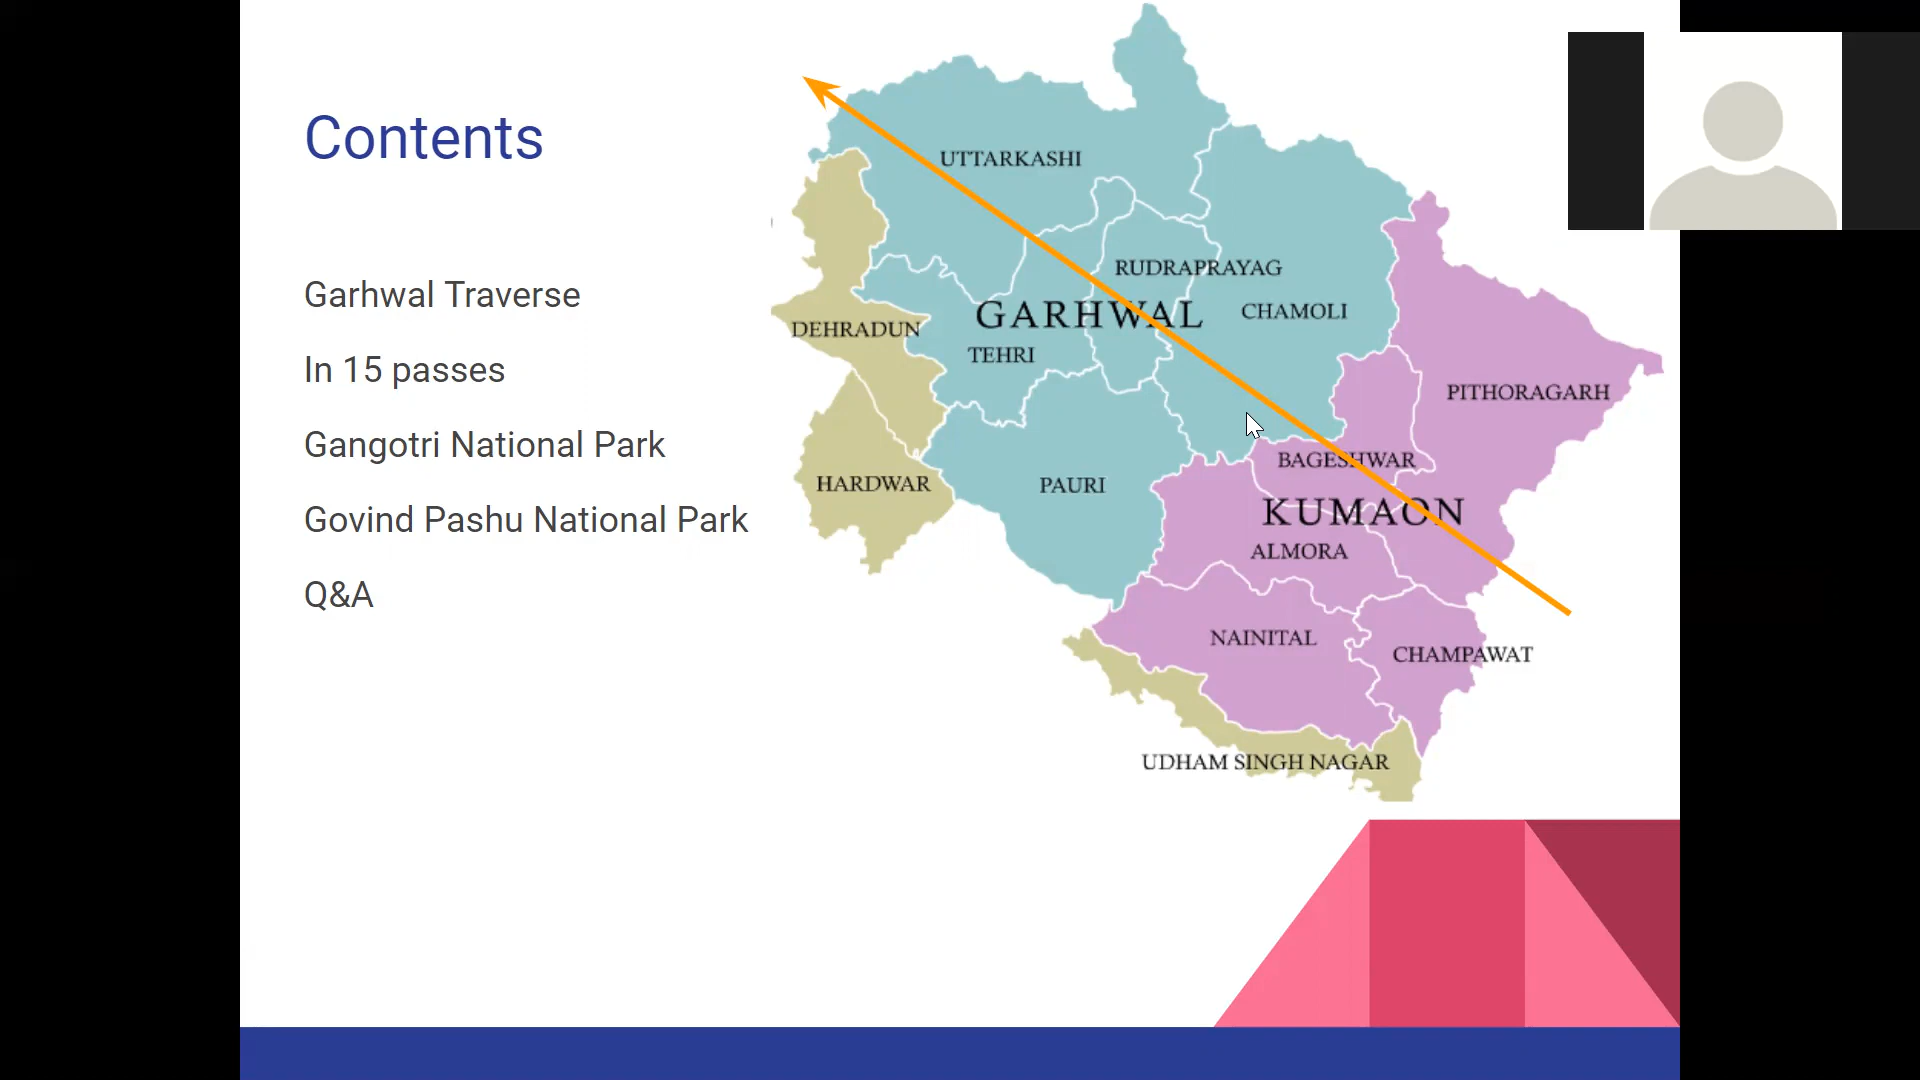 Contents
Garhwal Traverse
In 15 passes
Gangotri National Park
Govind Pashu National Park
Q&A
UTTARKASHI
RUDRAPRAYAG
CHAMOLI
GARHWAL
DEHRADUN
TEHRI
PITHORAGARH
BAGESHWAR
HARDWAR
PAURI
KUMAON
ALMORA
NAINITAL
CHAMPAWAT
UDHAM SINGH NAGAR